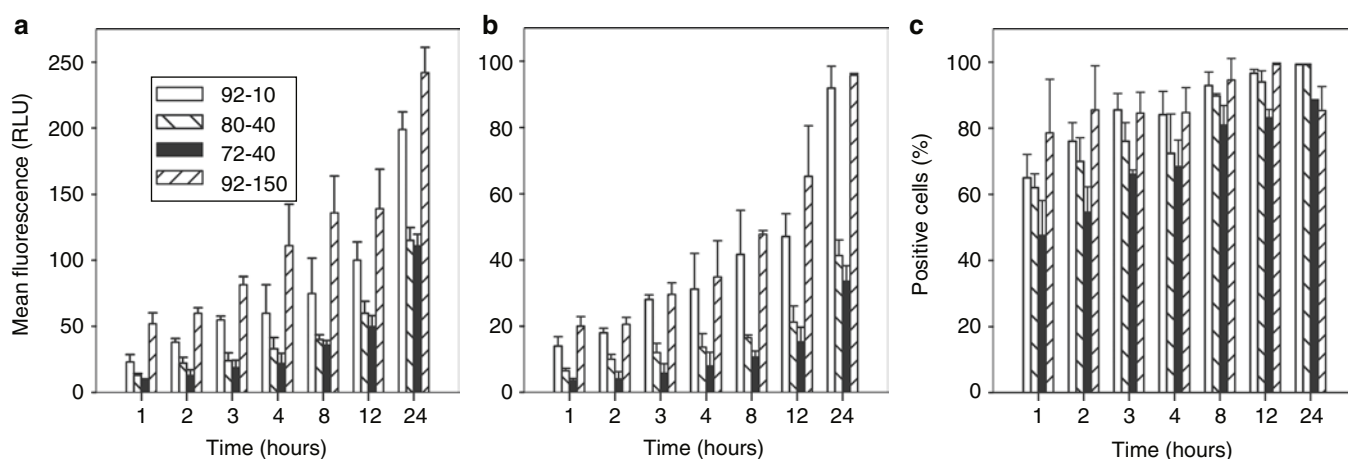 a
Mean fluorescence (RLU)
250
200
150
100
50
0
92-10
80-40
72-40
92-150
1 2 3 4 8 12 24
Time (hours)
b
100
80
60
40
20
0
1 2 3 4 8 12 24
Time (hours)
c
Positive cells (%)
100
80
60
40
20
0
1 2 3 4 8 12 24
Time (hours)